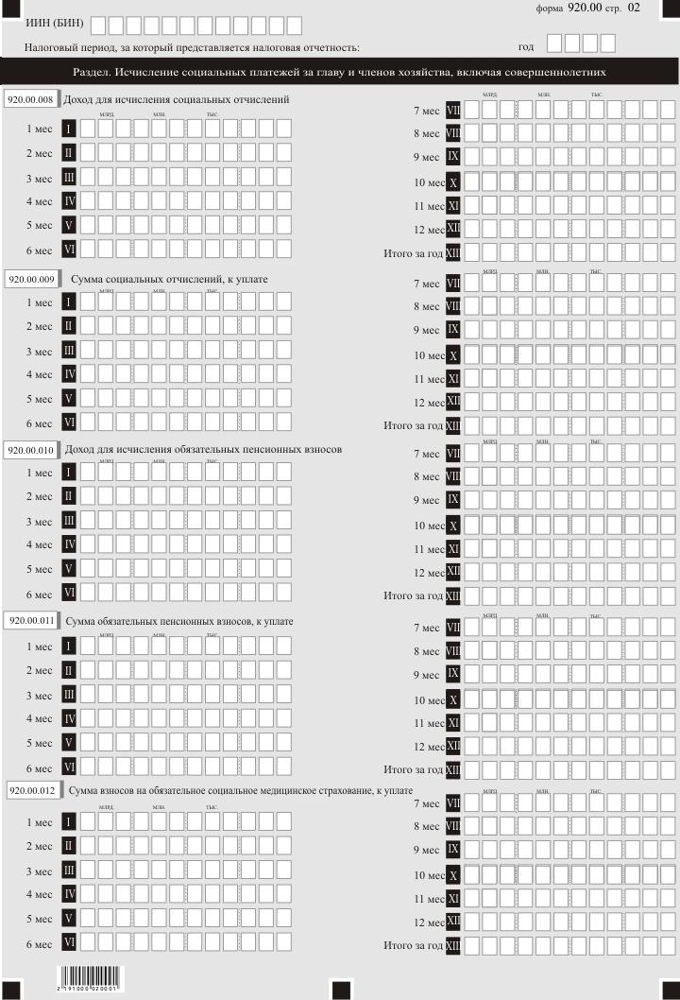 форма 920.00 стр. 02
ИИН (БИН)
Налоговый период, за который представляется налоговая отчетность:
год
Раздел. Исчисление социальных платежей за главу и членов хозяйства, включая совершеннолетних
920.00.008 Доход для исчисления социальных отчислений
МЛРД. МЛН. ТЫС.
1 мес I
2 мес II
3 мес III
4 мес IV
5 мес V
6 мес VI
МЛРД. МЛН. ТЫС.
7 мес VII
8 мес VIII
9 мес IX
10 мес X
11 мес XI
12 мес XII
Итого за год XIII
920.00.009 Сумма социальных отчислений, к уплате
МЛРД. МЛН. ТЫС.
1 мес I
2 мес II
3 мес III
4 мес IV
5 мес V
6 мес VI
МЛРД. МЛН. ТЫС.
7 мес VII
8 мес VIII
9 мес IX
10 мес X
11 мес XI
12 мес XII
Итого за год XIII
920.00.010 Доход для исчисления обязательных пенсионных взносов
МЛРД. МЛН. ТЫС.
1 мес I
2 мес II
3 мес III
4 мес IV
5 мес V
6 мес VI
МЛРД. МЛН. ТЫС.
7 мес VII
8 мес VIII
9 мес IX
10 мес X
11 мес XI
12 мес XII
Итого за год XIII
920.00.011 Сумма обязательных пенсионных взносов, к уплате
МЛРД. МЛН. ТЫС.
1 мес I
2 мес II
3 мес III
4 мес IV
5 мес V
6 мес VI
МЛРД. МЛН. ТЫС.
7 мес VII
8 мес VIII
9 мес IX
10 мес X
11 мес XI
12 мес XII
Итого за год XIII
920.00.012 Сумма взносов на обязательное социальное медицинское страхование, к уплате
МЛРД. МЛН. ТЫС.
1 мес I
2 мес II
3 мес III
4 мес IV
5 мес V
6 мес VI
МЛРД. МЛН. ТЫС.
7 мес VII
8 мес VIII
9 мес IX
10 мес X
11 мес XI
12 мес XII
Итого за год XIII
2 191000 020001